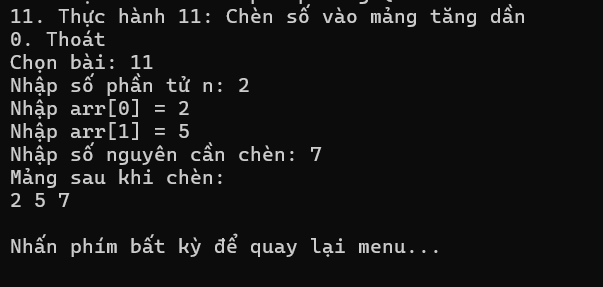 11. Thực hành 11: Chèn số vào mảng tăng dần
0. Thoát
Chọn bài: 11
Nhập số phần tử n: 2
Nhập arr[0] = 2
Nhập arr[1] = 5
Nhập số nguyên cần chèn: 7
Mảng sau khi chèn:
2 5 7
Nhấn phím bất kỳ để quay lại menu...